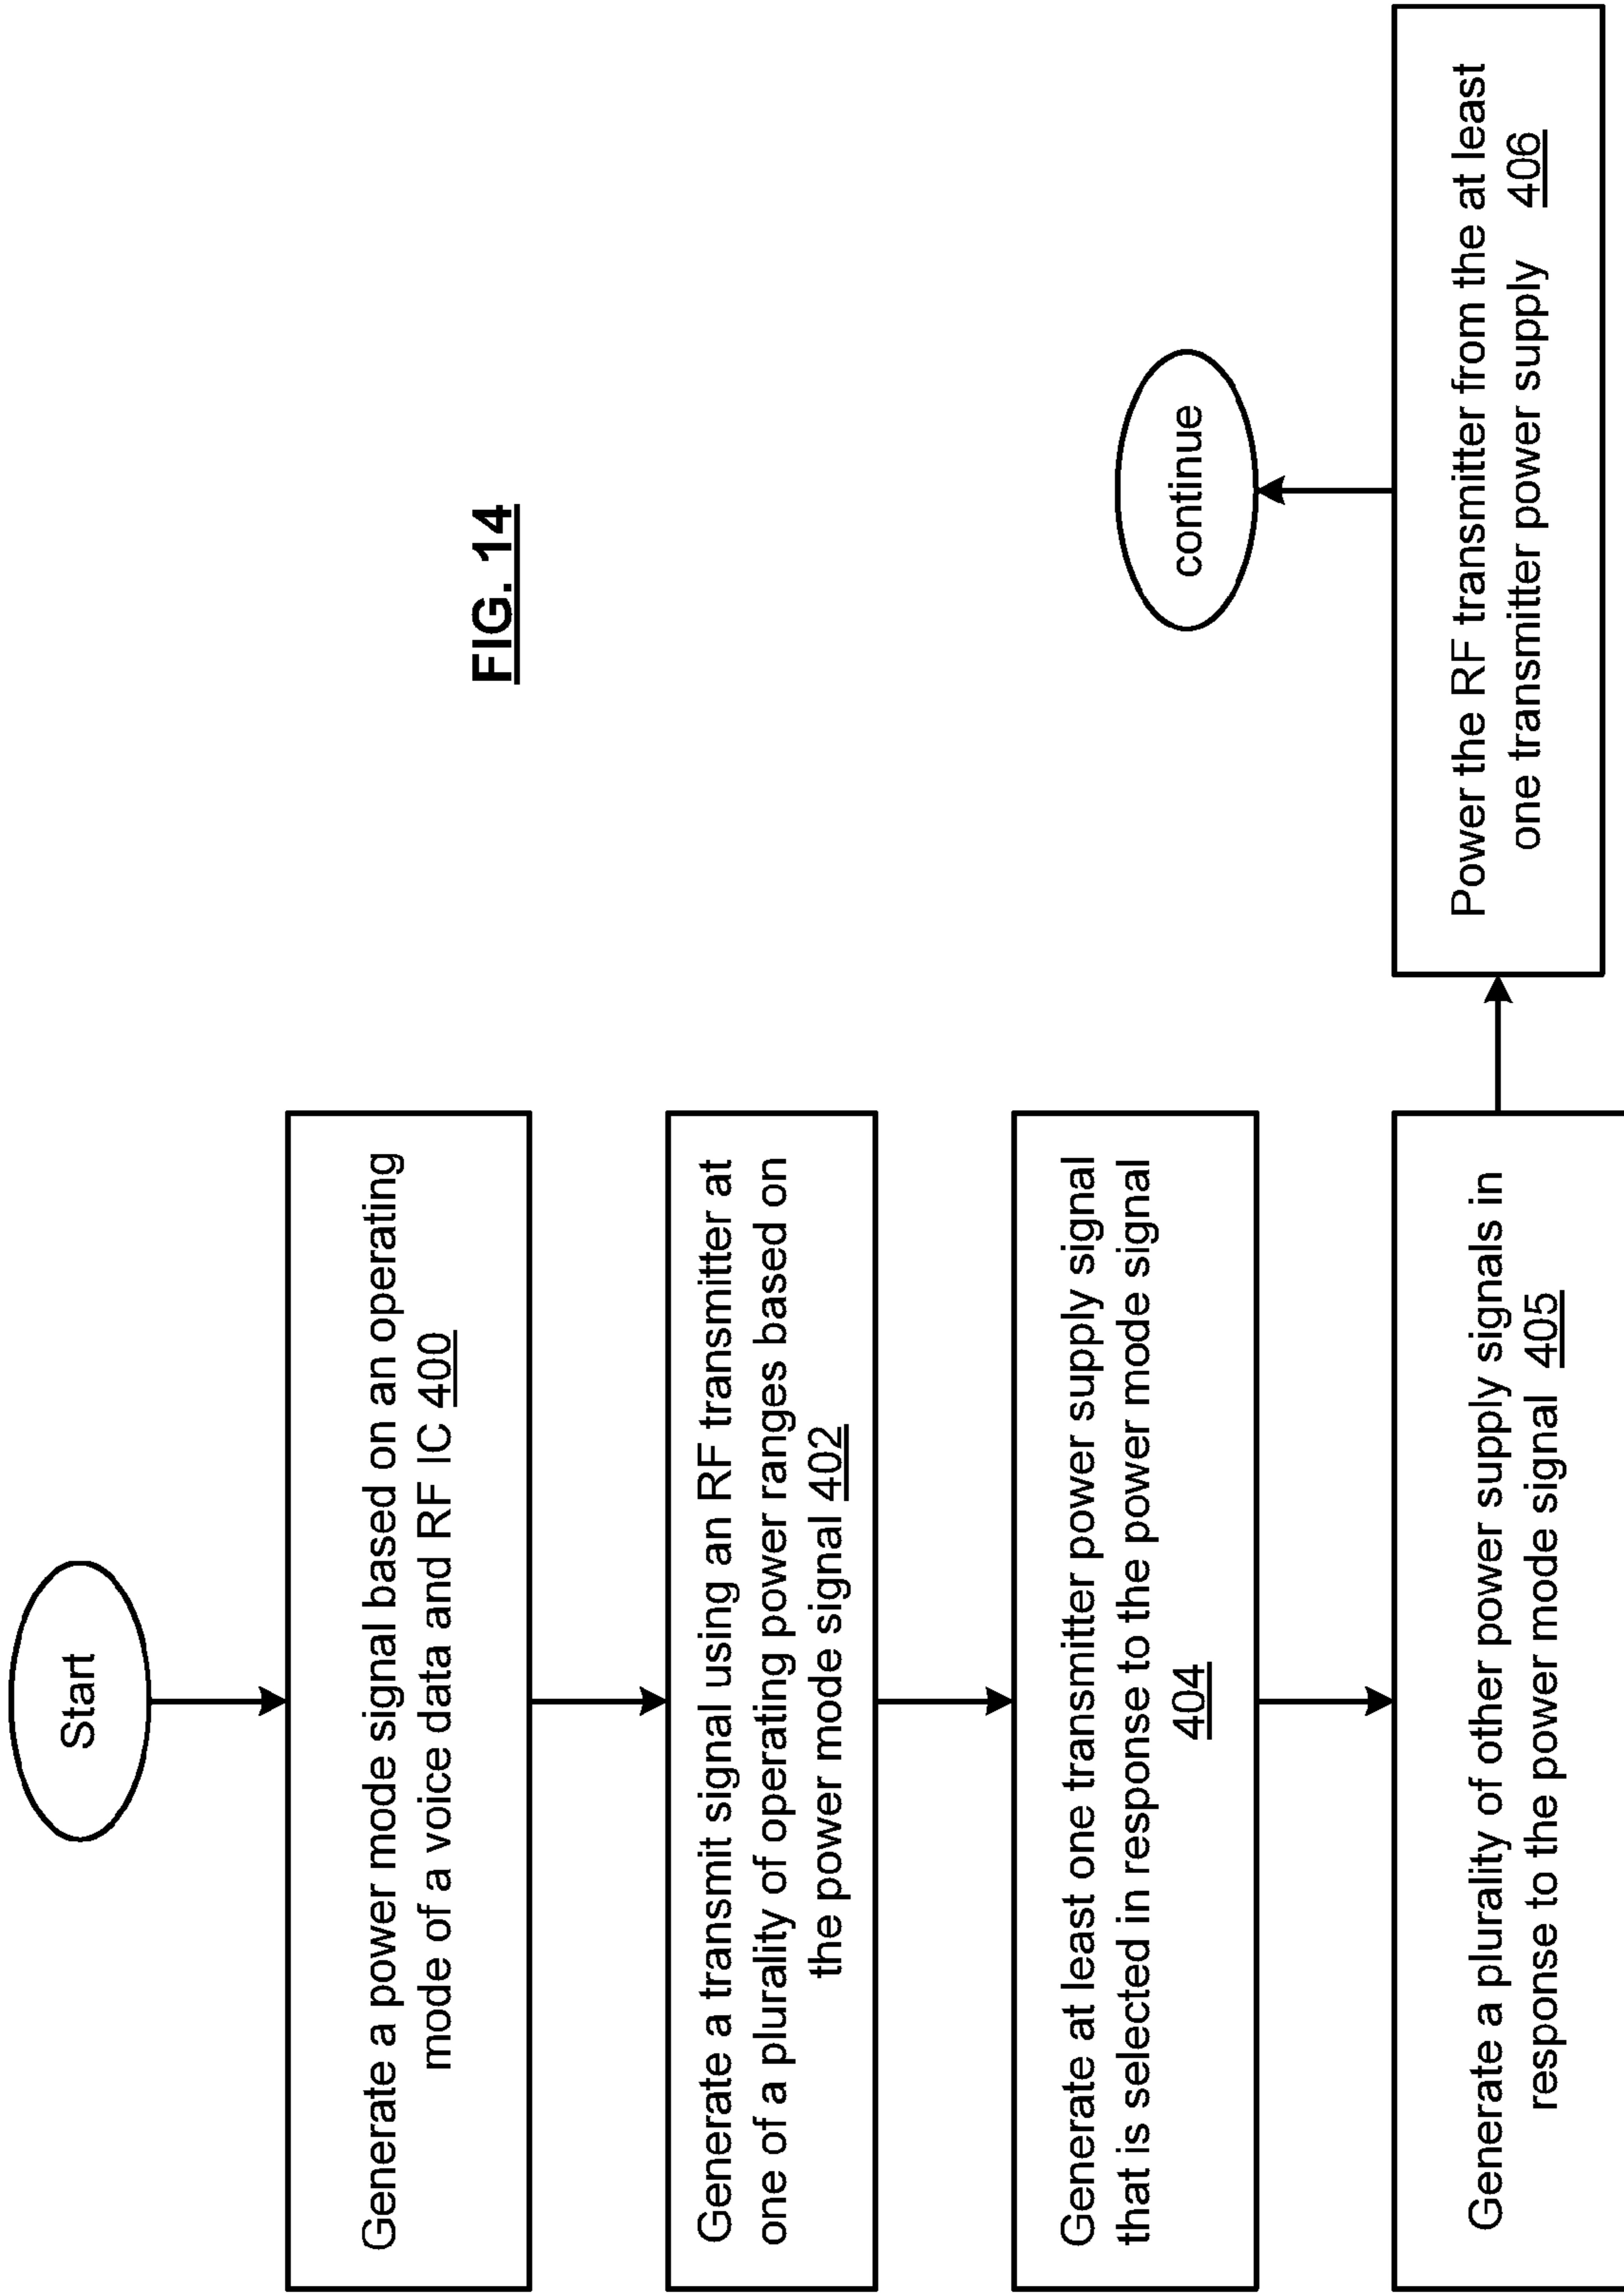 Start
Generate a power mode signal based on an operating
mode of a voice data and RF IC 400
Generate a transmit signal using an RF transmitter at
one of a plurality of operating power ranges based on
the power mode signal 402
Generate at least one transmitter power supply signal
that is selected in response to the power mode signal
404
Generate a plurality of other power supply signals in
response to the power mode signal 405
Power the RF transmitter from the at least
one transmitter power supply 406
continue
FIG. 14